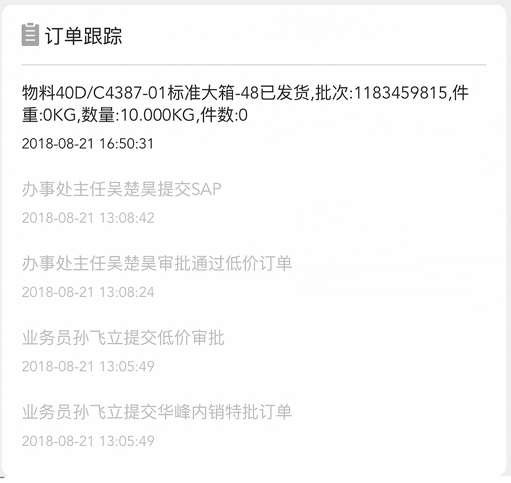 订单跟踪
物料40D/C4387-01标准大箱-48已发货,批次:1183459815,件
重:0KG,数量:10.000KG,件数:0
2018-08-21 16:50:31
办事处主任吴楚昊提交SAP
2018-08-21 13:08:42
办事处主任吴楚昊审批通过低价订单
2018-08-21 13:08:24
业务员孙飞立提交低价审批
2018-08-21 13:05:49
业务员孙飞立提交华峰内销特批订单
2018-08-21 13:05:49